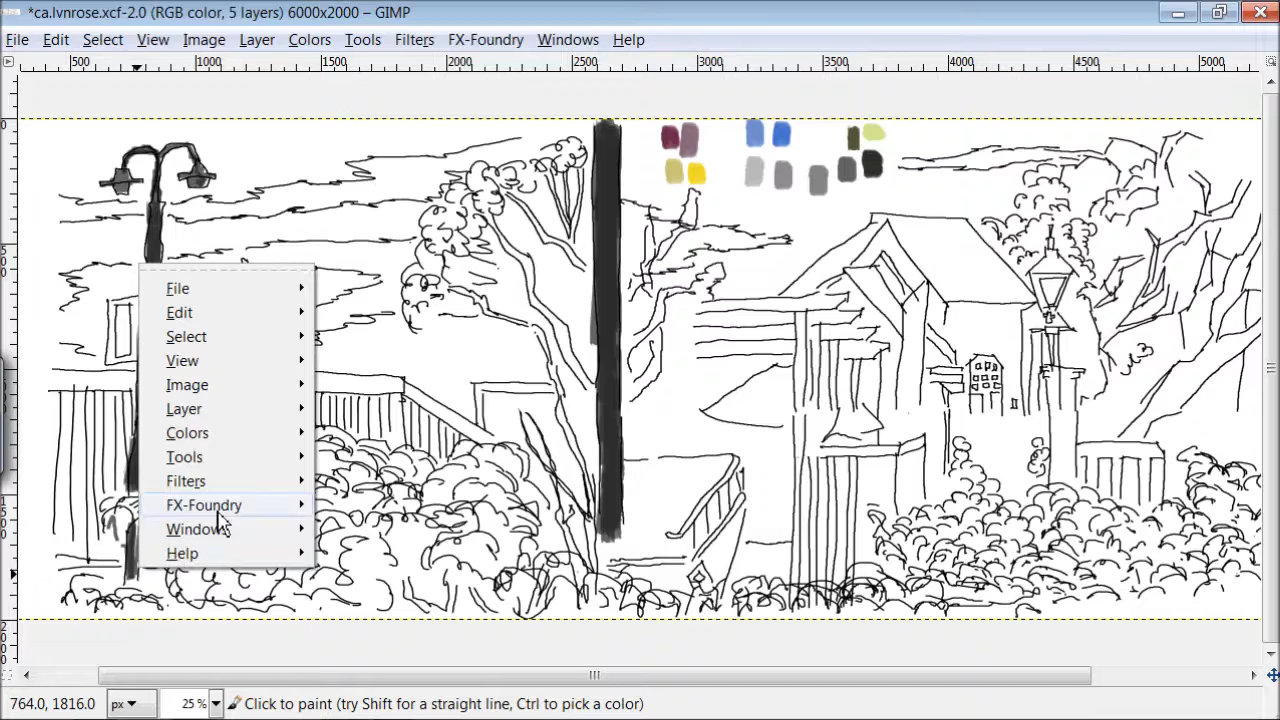 *ca.lvnrose.xcf-2.0 (RGB color, 5 layers) 6000x2000 – GIMP
File Edit Select View Image Layer Colors Tools Filters FX-Foundry Windows Help
500 1000 1500 2000 2500 3000 3500 4000 4500 5000
0
500
File
Edit
Select
View
Image
Layer
Colors
Tools
Filters
FX-Foundry
Windows
Help
764.0, 1816.0 px 25% Click to paint (try Shift for a straight line, Ctrl to pick a color)